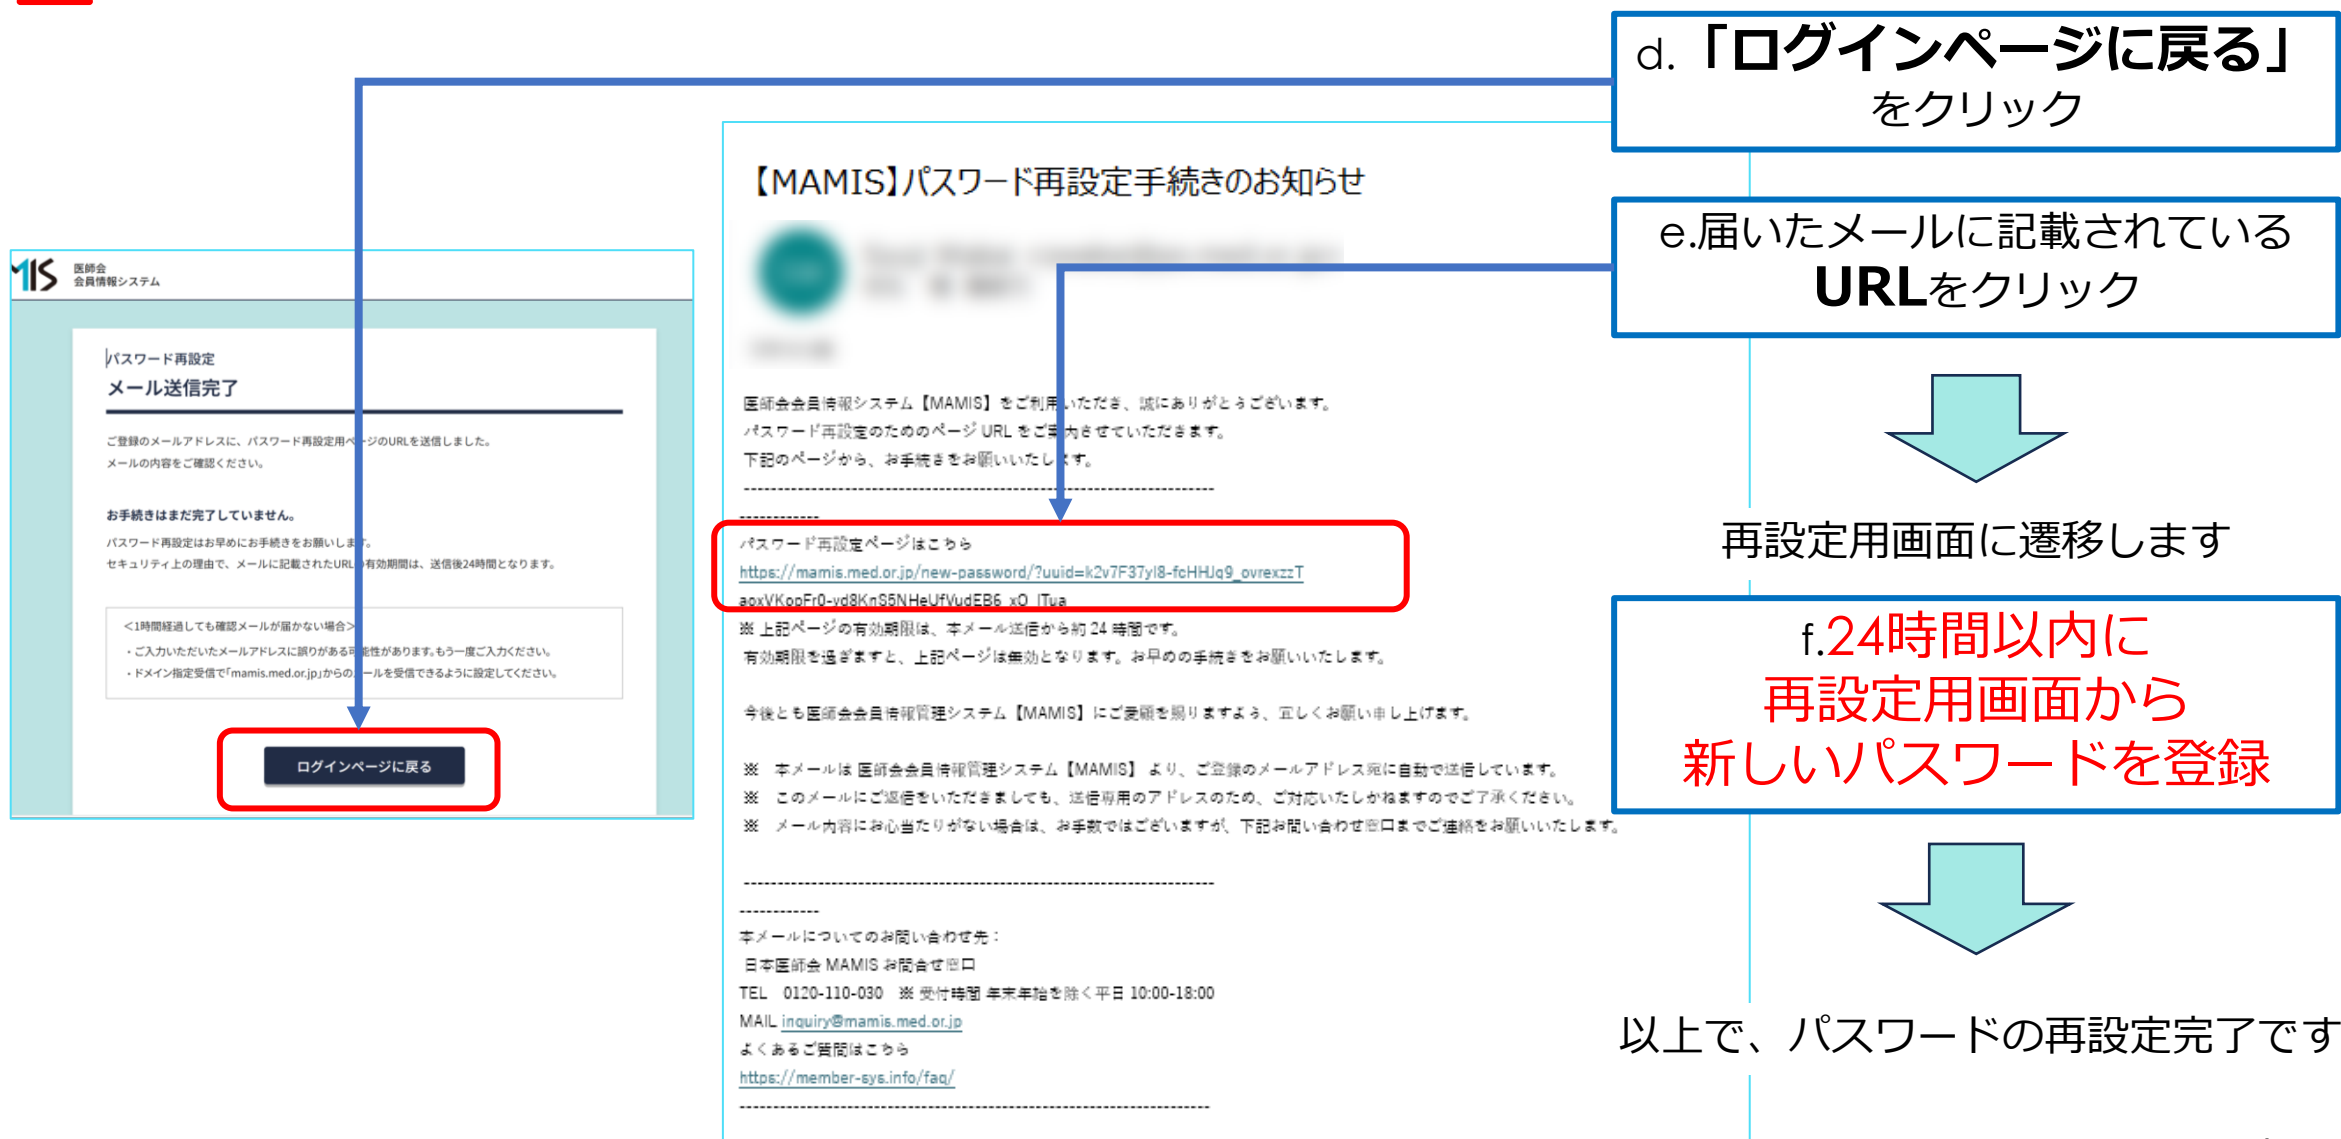 d.「ログインページに戻る」
をクリック
【MAMIS】パスワード再設定手続きのお知らせ
e.届いたメールに記載されている
URLをクリック
医師会
会員情報システム
パスワード再設定
メール送信完了
ご登録のメールアドレスに、パスワード再設定用ページのURLを送信しました。
メールの内容をご確認ください。
お手続きはまだ完了していません。
パスワード再設定はお早めにお手続きをお願いします。
セキュリティ上の理由で、メールに記載されたURLの有効期間は、送信後24時間となります。
<1時間経過しても確認メールが届かない場合>
・ご入力いただいたメールアドレスに誤りがある可能性があります。もう一度ご入力ください。
・ドメイン指定受信で「mamis.med.or.jp」からのメールを受信できるように設定してください。
ログインページに戻る
医師会会員情報システム【MAMIS】をご利用いただき、誠にありがとうございます。
パスワード再設定のためのページ URL をご案内させていただきます。
下記のページから、お手続きをお願いいたします。
パスワード再設定ページはこちら
https://mamis.med.or.jp/new-password/?uuid=k2v7F37yl8-fcHHJq9_ovrexzzT
aoxVKopFr0-yd8KnS5NHeUfVudEB6_xO_ITua
※ 上記ページの有効期限は、本メール送信から約 24 時間です。
有効期限を過ぎますと、上記ページは無効となります。お早めの手続きをお願いいたします。
今後とも医師会会員情報管理システム【MAMIS】にご愛顧を賜りますよう、宜しくお願い申し上げます。
※ 本メールは 医師会会員情報管理システム【MAMIS】 より、ご登録のメールアドレス宛に自動で送信しています。
※ このメールにご返信をいただきましても、送信専用のアドレスのため、ご対応いたしかねますのでご了承ください。
※ メール内容にお心当たりがない場合は、お手数ではございますが、下記お問い合わせ窓口までご連絡をお願いいたします。
本メールについてのお問い合わせ先：
日本医師会 MAMIS お問合せ窓口
TEL 0120-110-030 ※ 受付時間 年末年始を除く平日 10:00-18:00
MAIL inquiry@mamis.med.or.jp
よくあるご質問はこちら
https://member-sys.info/faq/
再設定用画面に遷移します
f.24時間以内に
再設定用画面から
新しいパスワードを登録
以上で、パスワードの再設定完了です